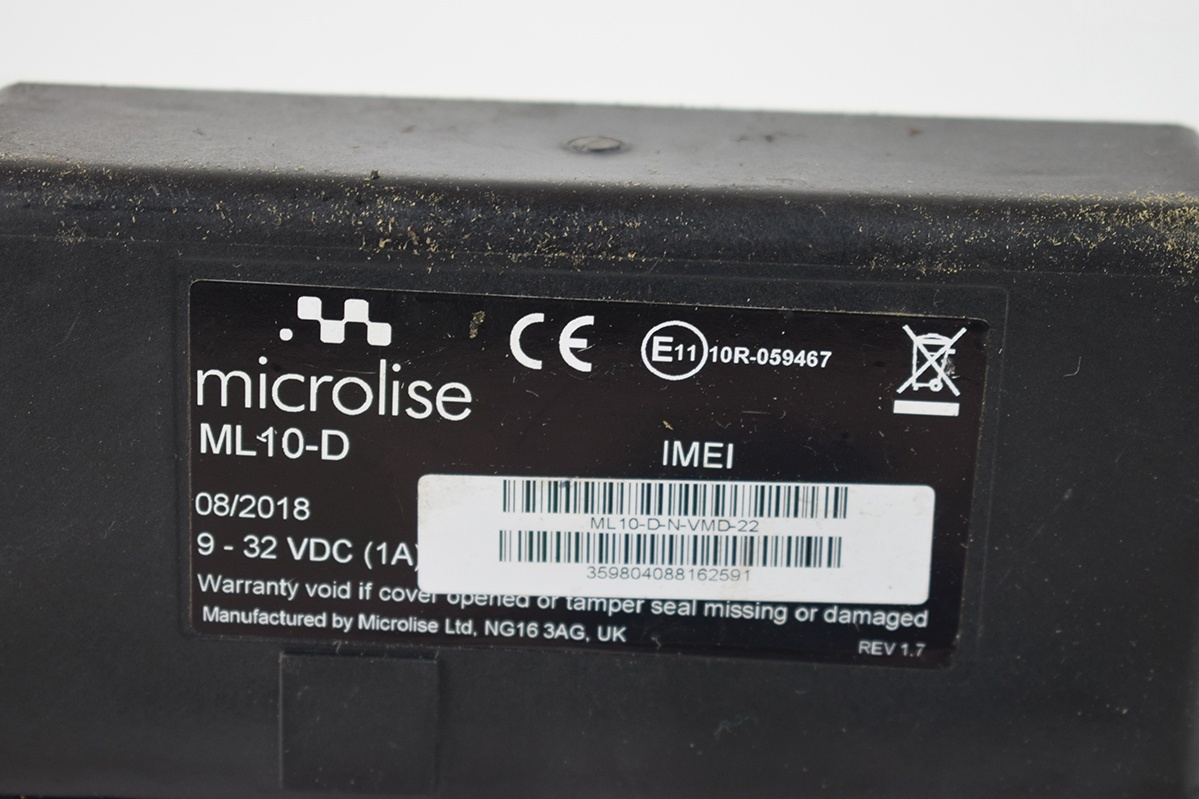 CE E11 10R-059467
microlise
ML10-D
IMEI
08/2018
ML10-D-N-VMD-22
9 - 32 VDC (1A)
359804088162591
Warranty void if cover opened or tamper seal missing or damaged
Manufactured by Microlise Ltd, NG16 3AG, UK
REV 1.7